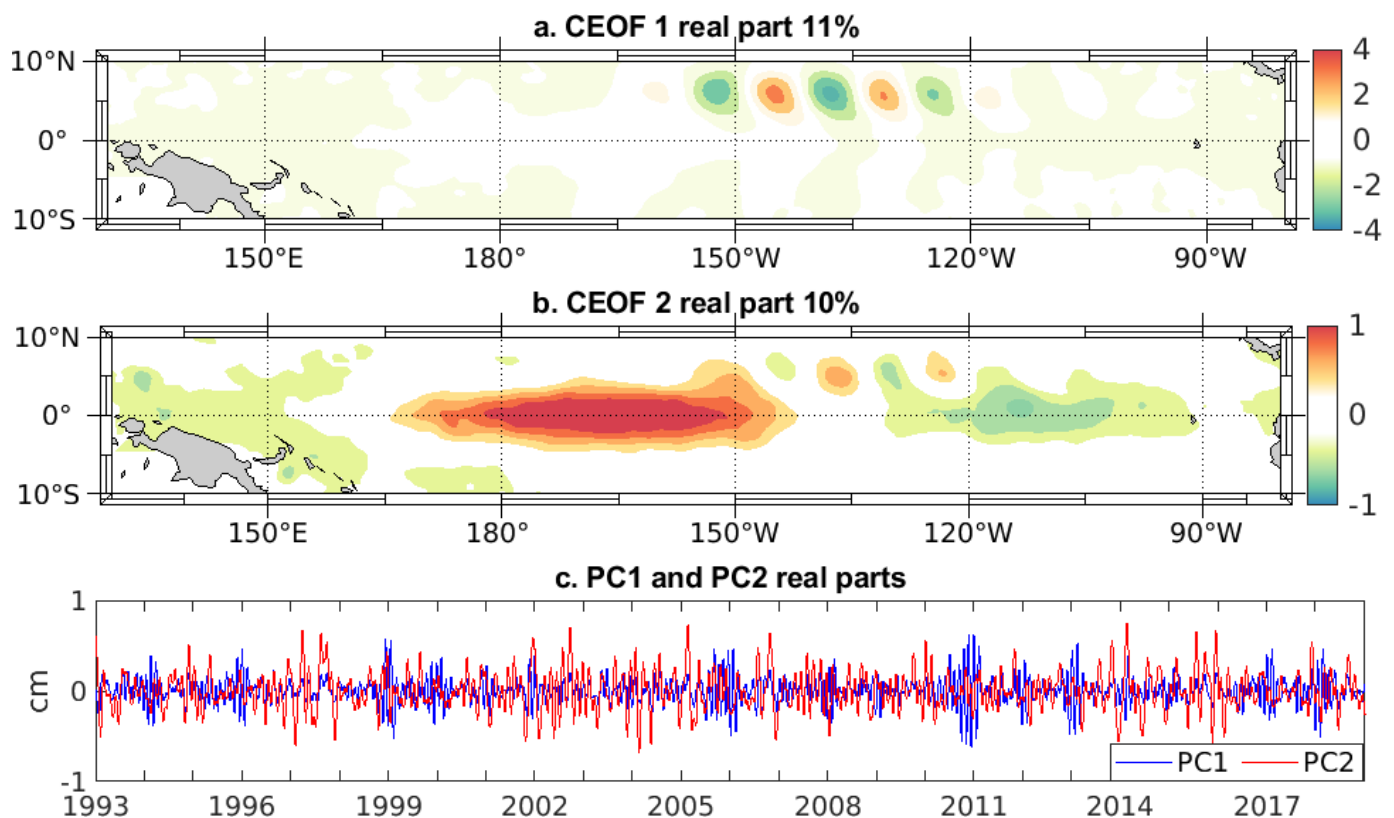 a. CEOF 1 real part 11%
10°N
0°
10°S
150°E 180° 150°W 120°W 90°W
4
2
0
-2
-4
b. CEOF 2 real part 10%
10°N
0°
10°S
150°E 180° 150°W 120°W 90°W
1
0
-1
c. PC1 and PC2 real parts
1
0
-1
cm
PC1 PC2
1993 1996 1999 2002 2005 2008 2011 2014 2017